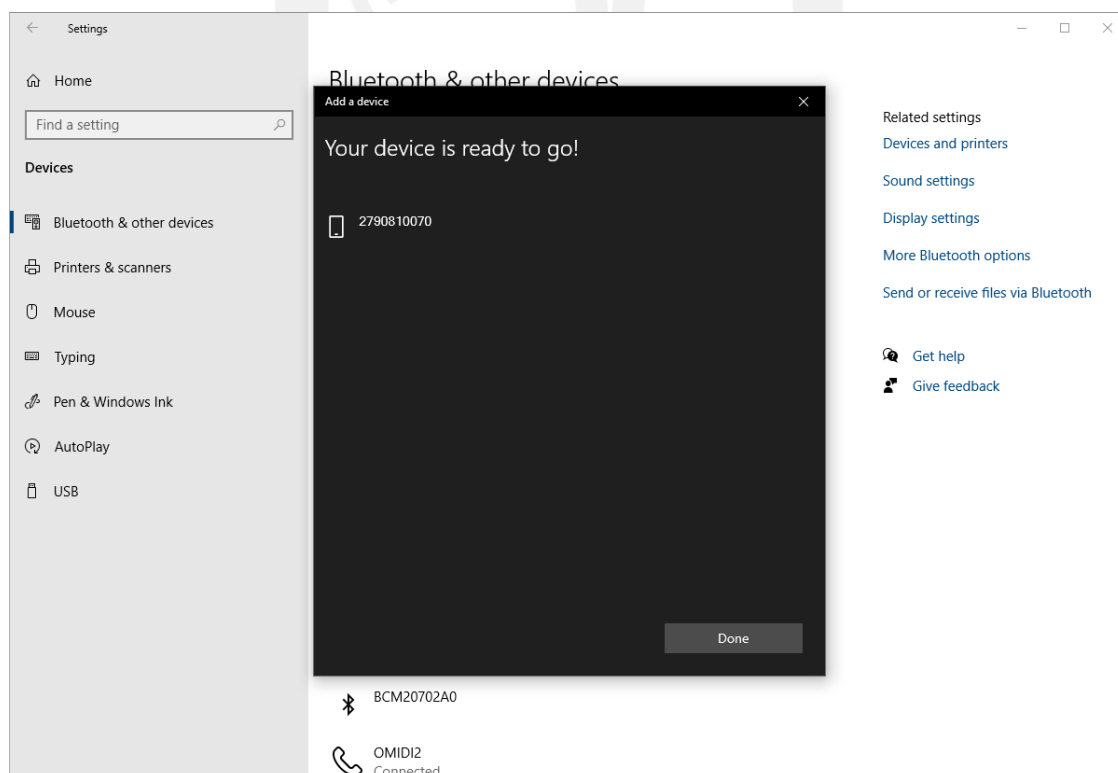 Settings
Home
Find a setting
Devices
Bluetooth & other devices
Printers & scanners
Mouse
Typing
Pen & Windows Ink
AutoPlay
USB
Bluetooth & other devices
Add a device
Your device is ready to go!
2790810070
Done
BCM20702A0
OMIDI2
Connected
Related settings
Devices and printers
Sound settings
Display settings
More Bluetooth options
Send or receive files via Bluetooth
Get help
Give feedback